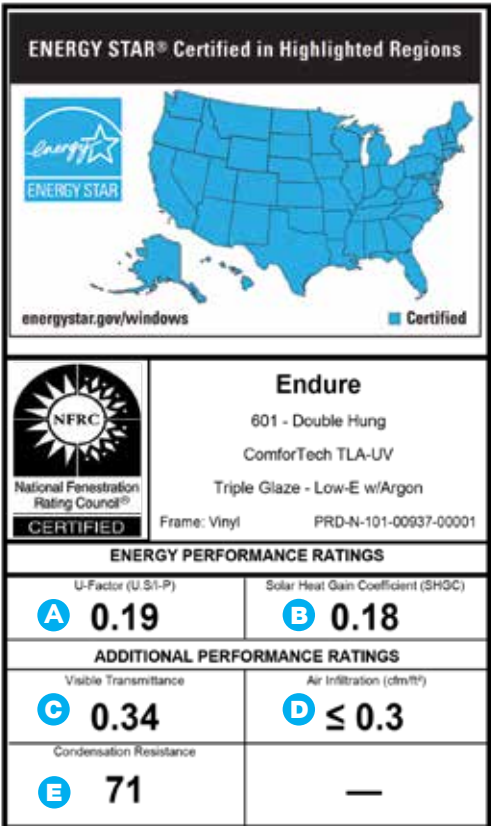 ENERGY STAR® Certified in Highlighted Regions
energy
ENERGY STAR
energystar.gov/windows
Certified
NFRC
National Fenestration
Rating Council®
CERTIFIED
Endure
601 - Double Hung
ComforTech TLA-UV
Triple Glaze - Low-E w/Argon
Frame: Vinyl PRD-N-101-00937-00001
ENERGY PERFORMANCE RATINGS
U-Factor (U.S/I-P) Solar Heat Gain Coefficient (SHGC)
A 0.19 B 0.18
ADDITIONAL PERFORMANCE RATINGS
Visible Transmittance Air Infiltration (cfm/ft²)
C 0.34 D ≤ 0.3
Condensation Resistance
E 71 —